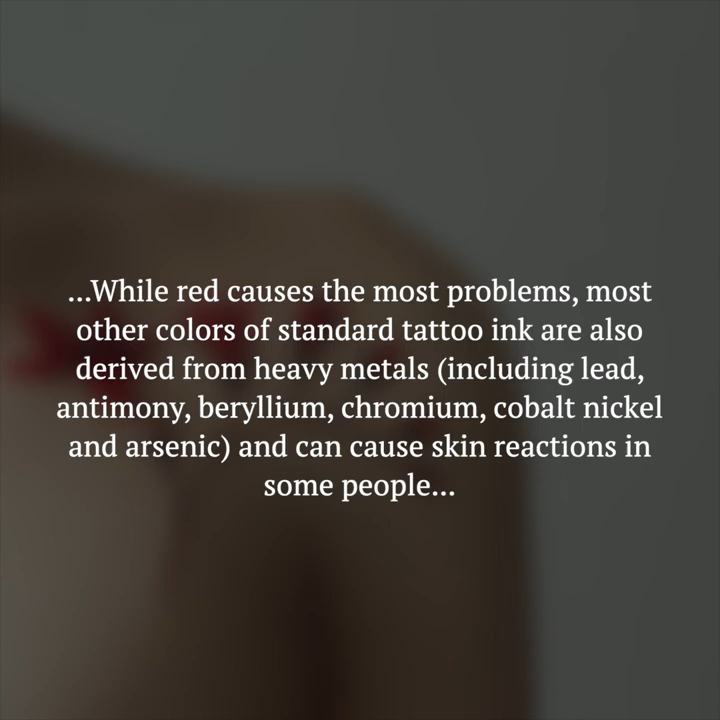 ...While red causes the most problems, most
other colors of standard tattoo ink are also
derived from heavy metals (including lead,
antimony, beryllium, chromium, cobalt nickel
and arsenic) and can cause skin reactions in
some people...